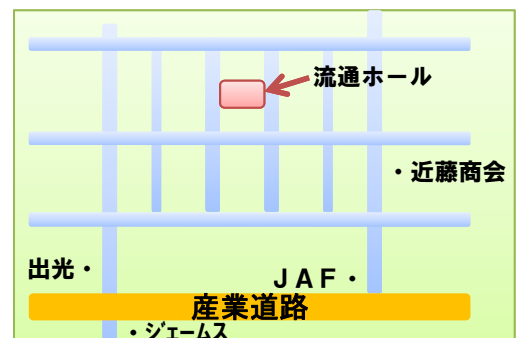 流通ホール
・近藤商会
出光・
ＪＡＦ・
産業道路
・ジェームス